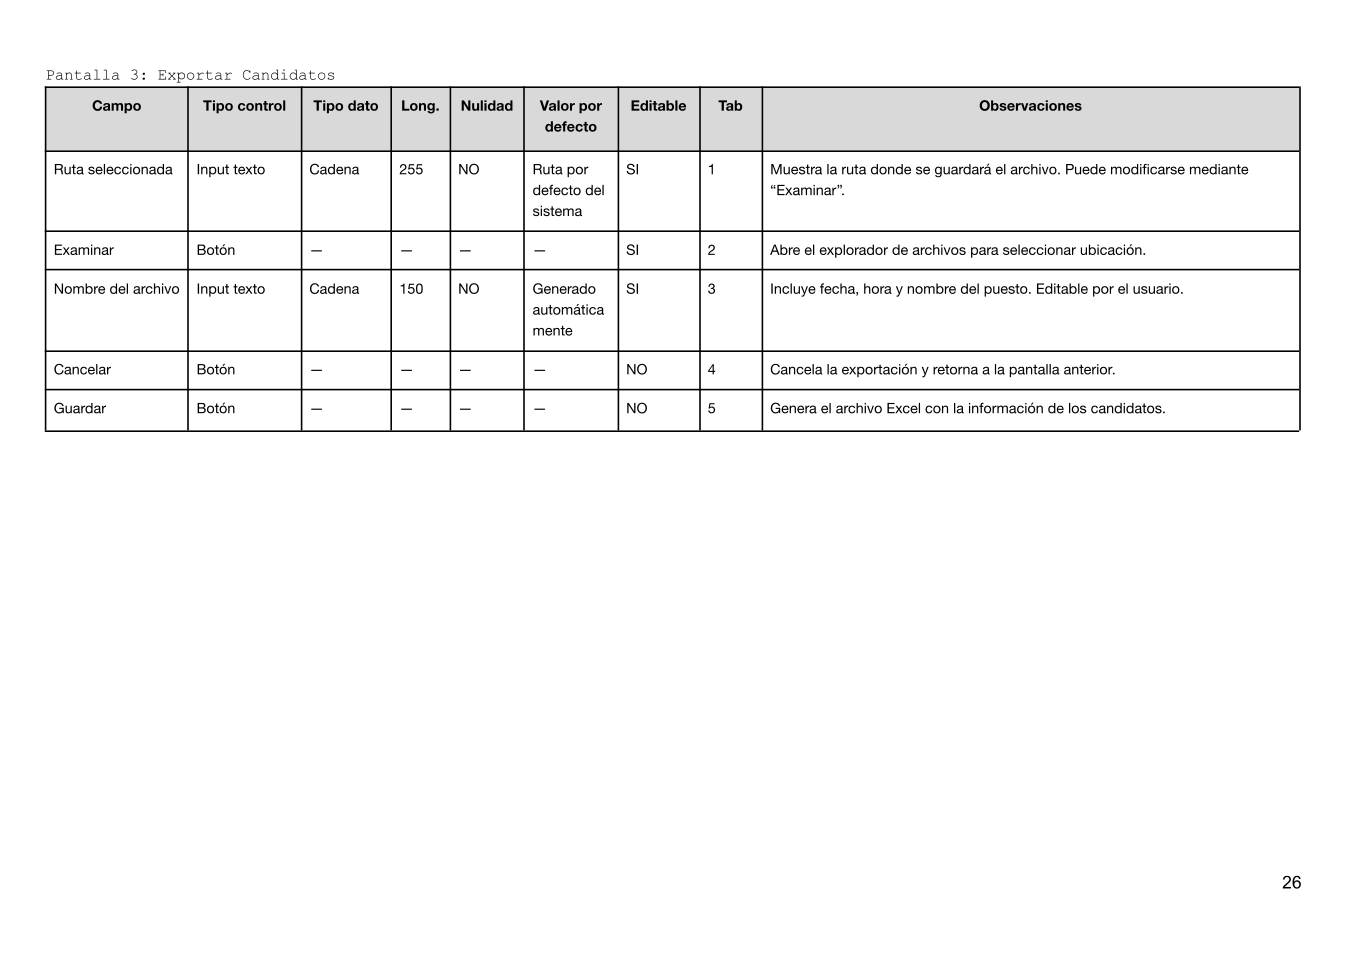 Pantalla 3: Exportar Candidatos
Campo Tipo control Tipo dato Long. Nulidad Valor por defecto Editable Tab Observaciones
Ruta seleccionada Input texto Cadena 255 NO Ruta por defecto del sistema SI 1 Muestra la ruta donde se guardará el archivo. Puede modificarse mediante “Examinar”.
Examinar Botón — — — — SI 2 Abre el explorador de archivos para seleccionar ubicación.
Nombre del archivo Input texto Cadena 150 NO Generado automáticamente SI 3 Incluye fecha, hora y nombre del puesto. Editable por el usuario.
Cancelar Botón — — — — NO 4 Cancela la exportación y retorna a la pantalla anterior.
Guardar Botón — — — — NO 5 Genera el archivo Excel con la información de los candidatos.
26